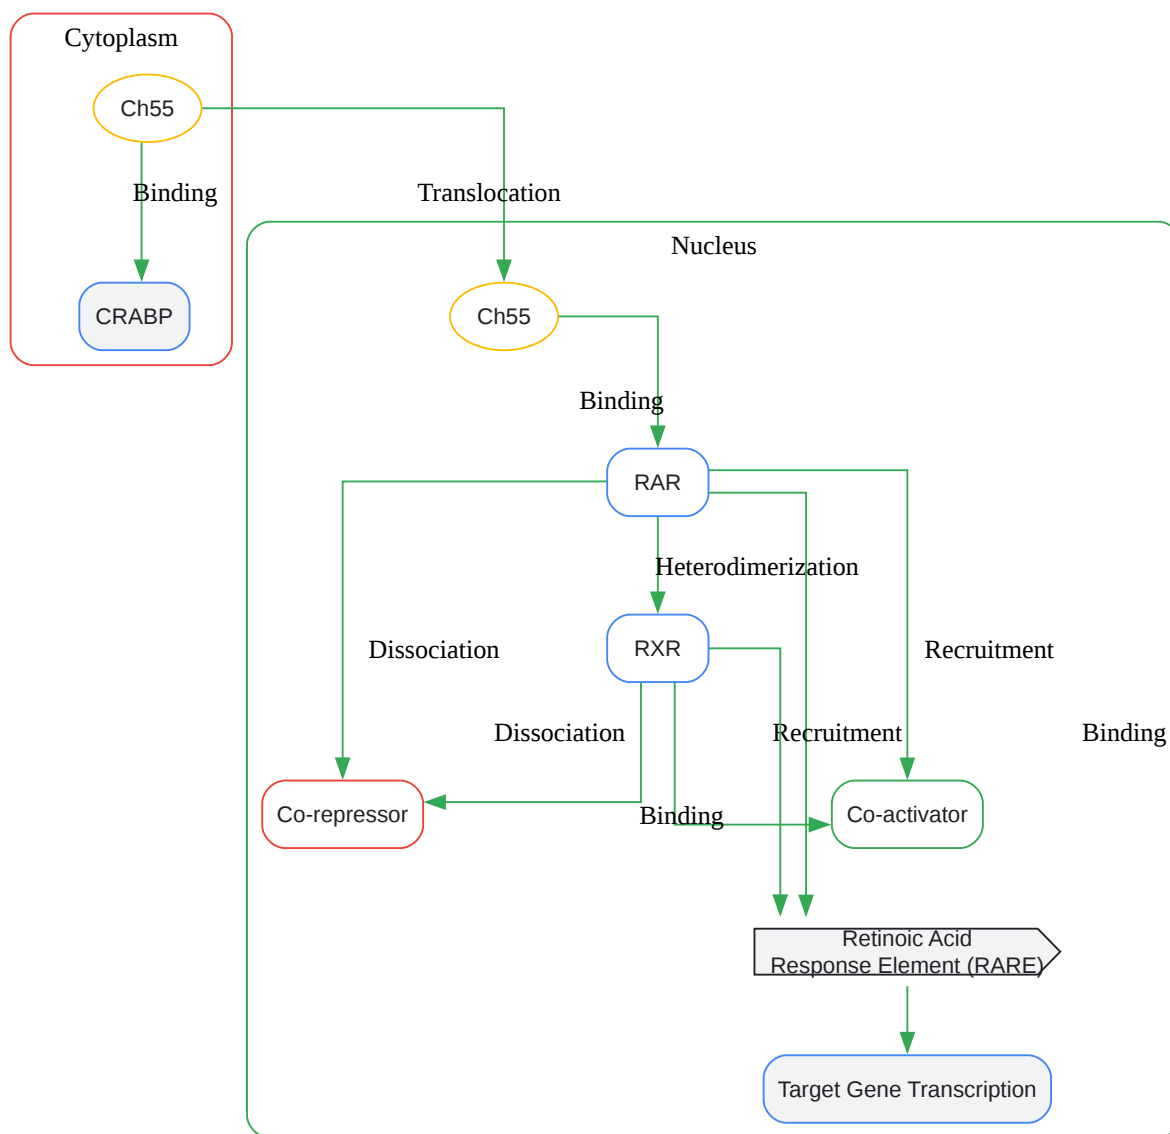 Cytoplasm
Ch55
Binding
Translocation
Nucleus
CRABP
Ch55
Binding
RAR
Heterodimerization
Dissociation
RXR
Recruitment
Dissociation
Recruitment
Binding
Co-repressor
Binding
Co-activator
Retinoic Acid
Response Element (RARE)
Target Gene Transcription